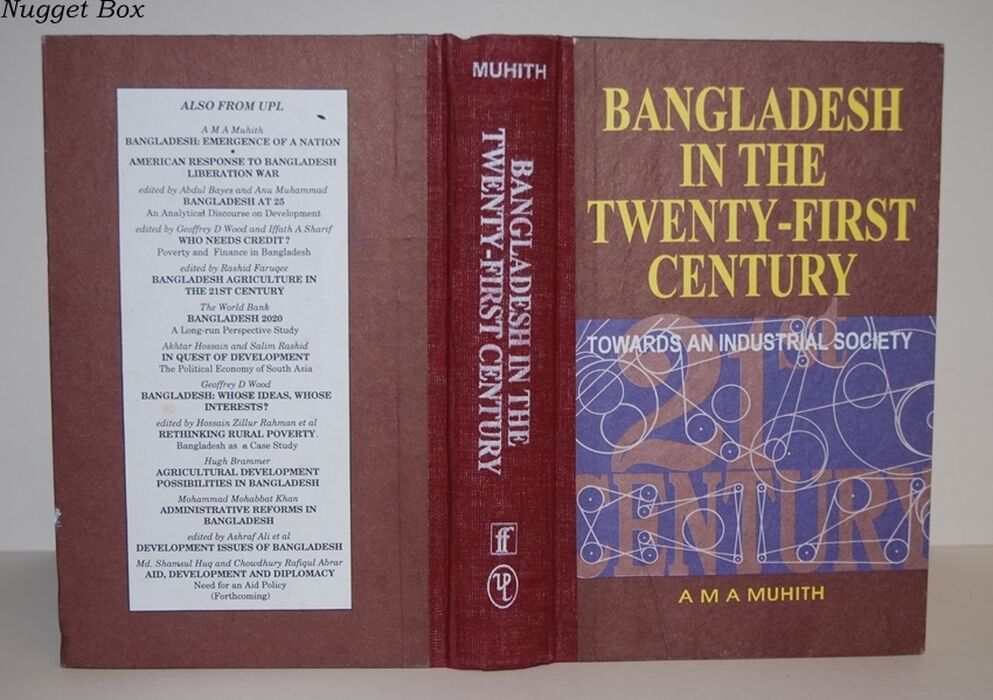 Nugget Box
ALSO FROM UPL
A M A Muhith
BANGLADESH: EMERGENCE OF A NATION
•
AMERICAN RESPONSE TO BANGLADESH
LIBERATION WAR
edited by Abdul Bayes and Anu Muhammad
BANGLADESH AT 25
An Analytical Discourse on Development
edited by Geoffrey D Wood and Iffath A Sharif
WHO NEEDS CREDIT?
Poverty and Finance in Bangladesh
edited by Rashid Faruqee
BANGLADESH AGRICULTURE IN
THE 21ST CENTURY
The World Bank
BANGLADESH 2020
A Long-run Perspective Study
Akhtar Hossain and Salim Rashid
IN QUEST OF DEVELOPMENT
The Political Economy of South Asia
Geoffrey D Wood
BANGLADESH: WHOSE IDEAS, WHOSE
INTERESTS?
edited by Hossain Zillur Rahman et al
RETHINKING RURAL POVERTY
Bangladesh as a Case Study
Hugh Brammer
AGRICULTURAL DEVELOPMENT
POSSIBILITIES IN BANGLADESH
Mohammad Mohabbat Khan
ADMINISTRATIVE REFORMS IN
BANGLADESH
edited by Ashraf Ali et al
DEVELOPMENT ISSUES OF BANGLADESH
Md. Shamsul Huq and Choudhury Rafiqul Abrar
AID, DEVELOPMENT AND DIPLOMACY
Need for an Aid Policy
(Forthcoming)
MUHITH
BANGLADESH IN THE
TWENTY-FIRST CENTURY
ff
UPL
BANGLADESH
IN THE
TWENTY-FIRST
CENTURY
TOWARDS AN INDUSTRIAL SOCIETY
21st
CENTURY
A M A MUHITH